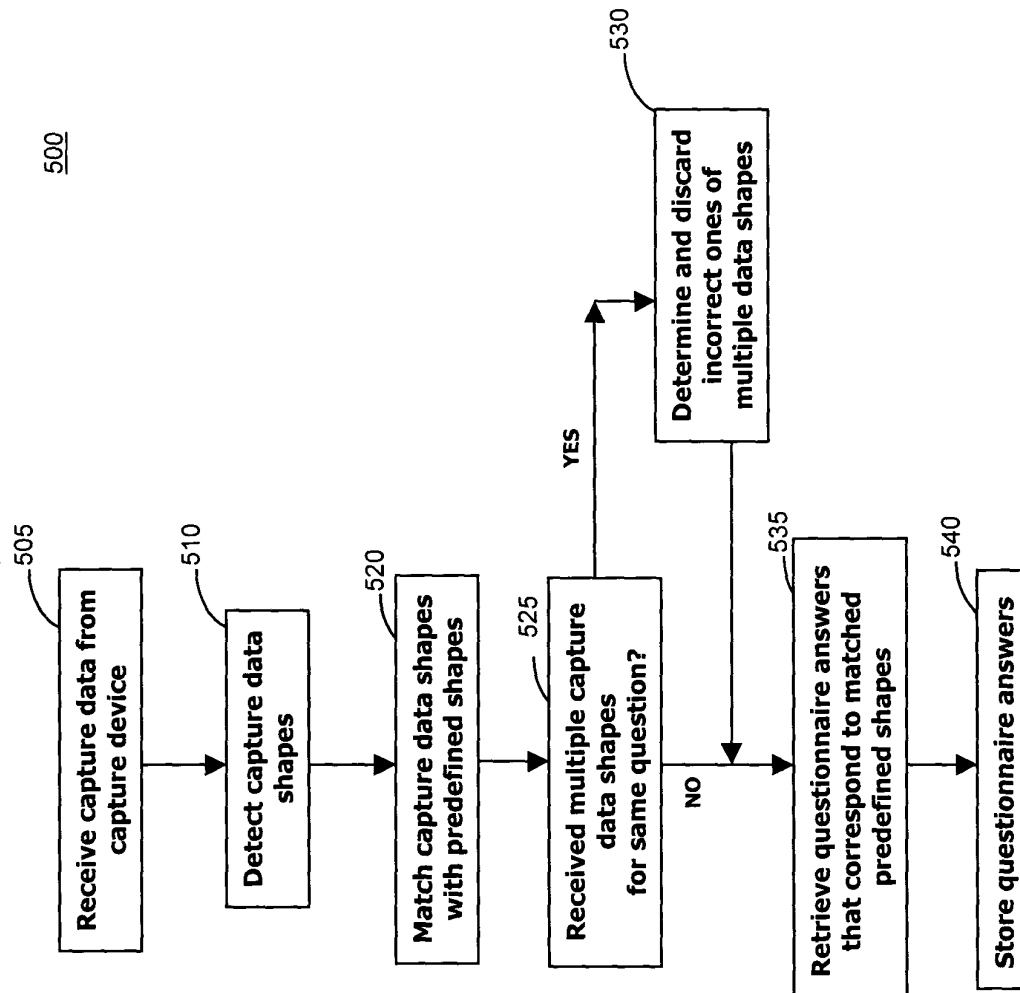 500
505
Receive capture data from
capture device
510
Detect capture data
shapes
520
Match capture data shapes
with predefined shapes
525
Received multiple capture
data shapes
for same question?
YES
530
Determine and discard
incorrect ones of
multiple data shapes
NO
535
Retrieve questionnaire answers
that correspond to matched
predefined shapes
540
Store questionnaire answers